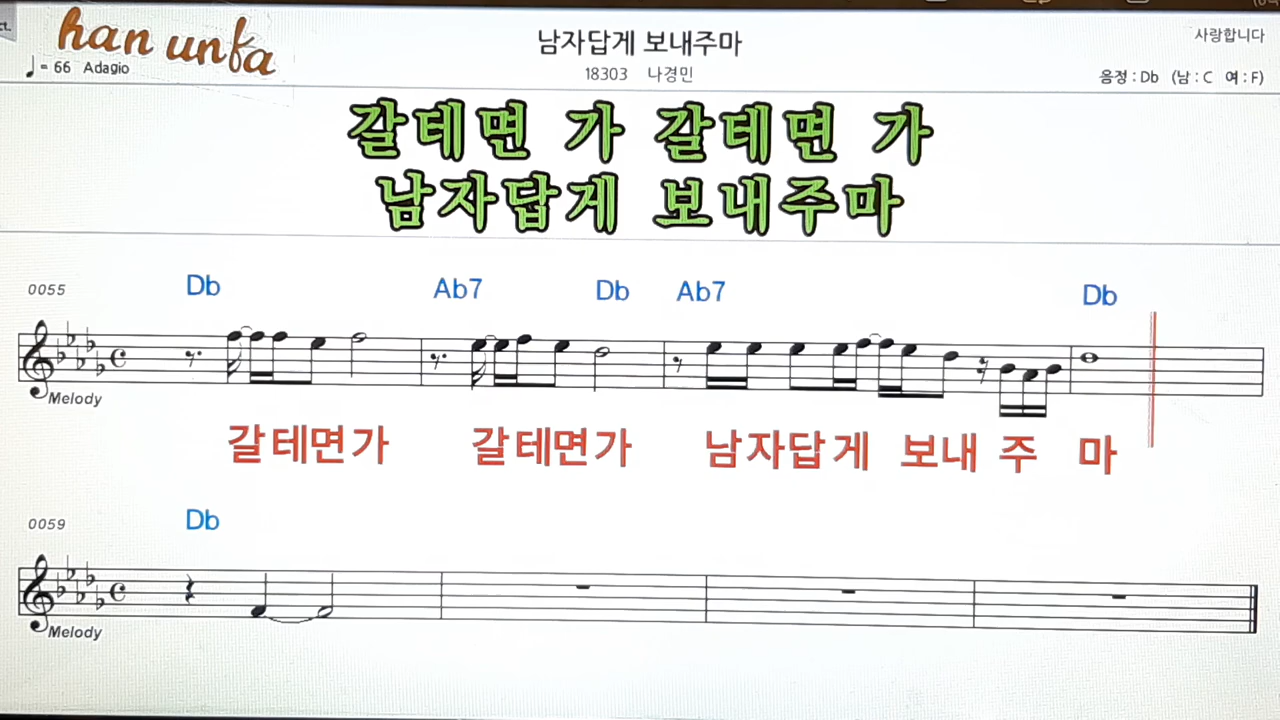 ct.
han unfa
남자답게 보내주마
사랑합니다
♩= 66 Adagio
18303 나경민
음정 : Db (남 : C 여 : F)
갈테면 가 갈테면 가
남자답게 보내주마
0055 Db Ab7 Db Ab7 Db
Melody
갈테면가 갈테면가 남자답게 보내 주 마
0059 Db
Melody